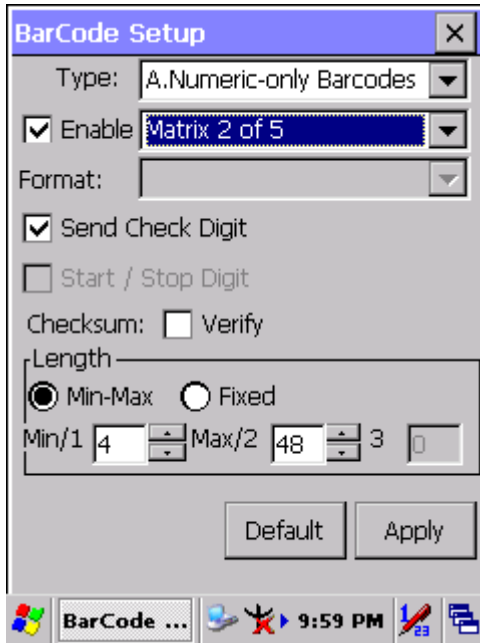 BarCode Setup
Type: A.Numeric-only Barcodes
Enable Matrix 2 of 5
Format:
Send Check Digit
Start / Stop Digit
Checksum: Verify
Length
Min-Max Fixed
Min/1 4 Max/2 48 3 0
Default Apply
BarCode ... 9:59 PM 23